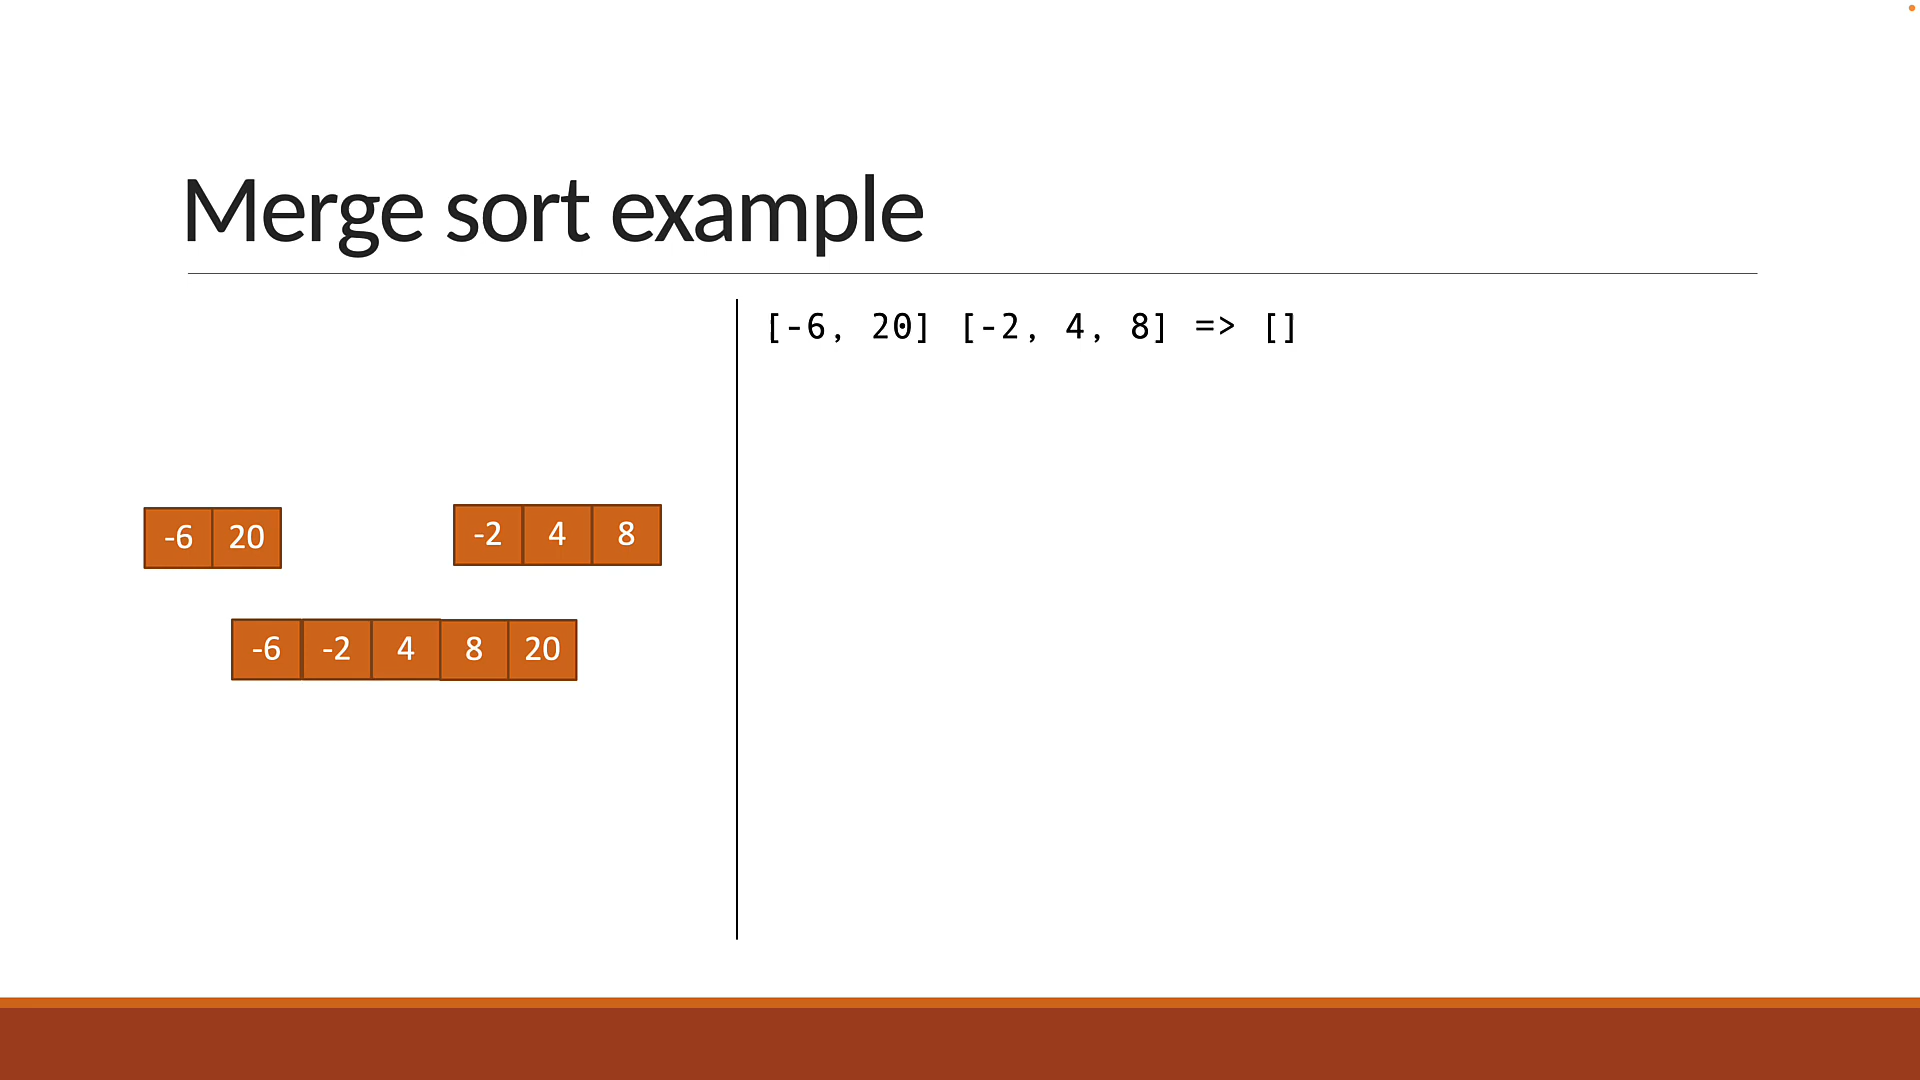 Merge sort example
[-6, 20] [-2, 4, 8] => []
-6 20
-2 4 8
-6 -2 4 8 20